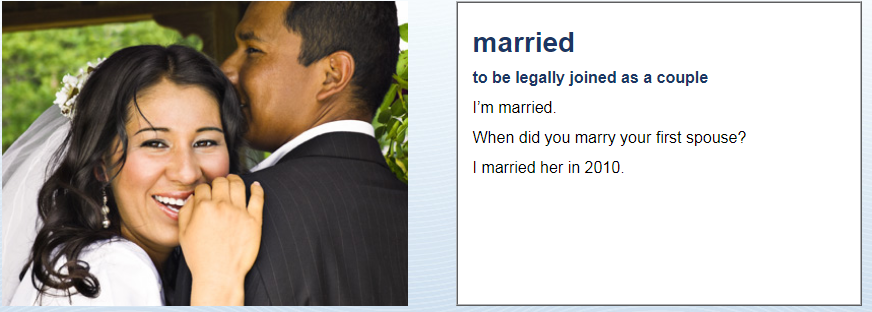 married
to be legally joined as a couple
I'm married.
When did you marry your first spouse?
I married her in 2010.